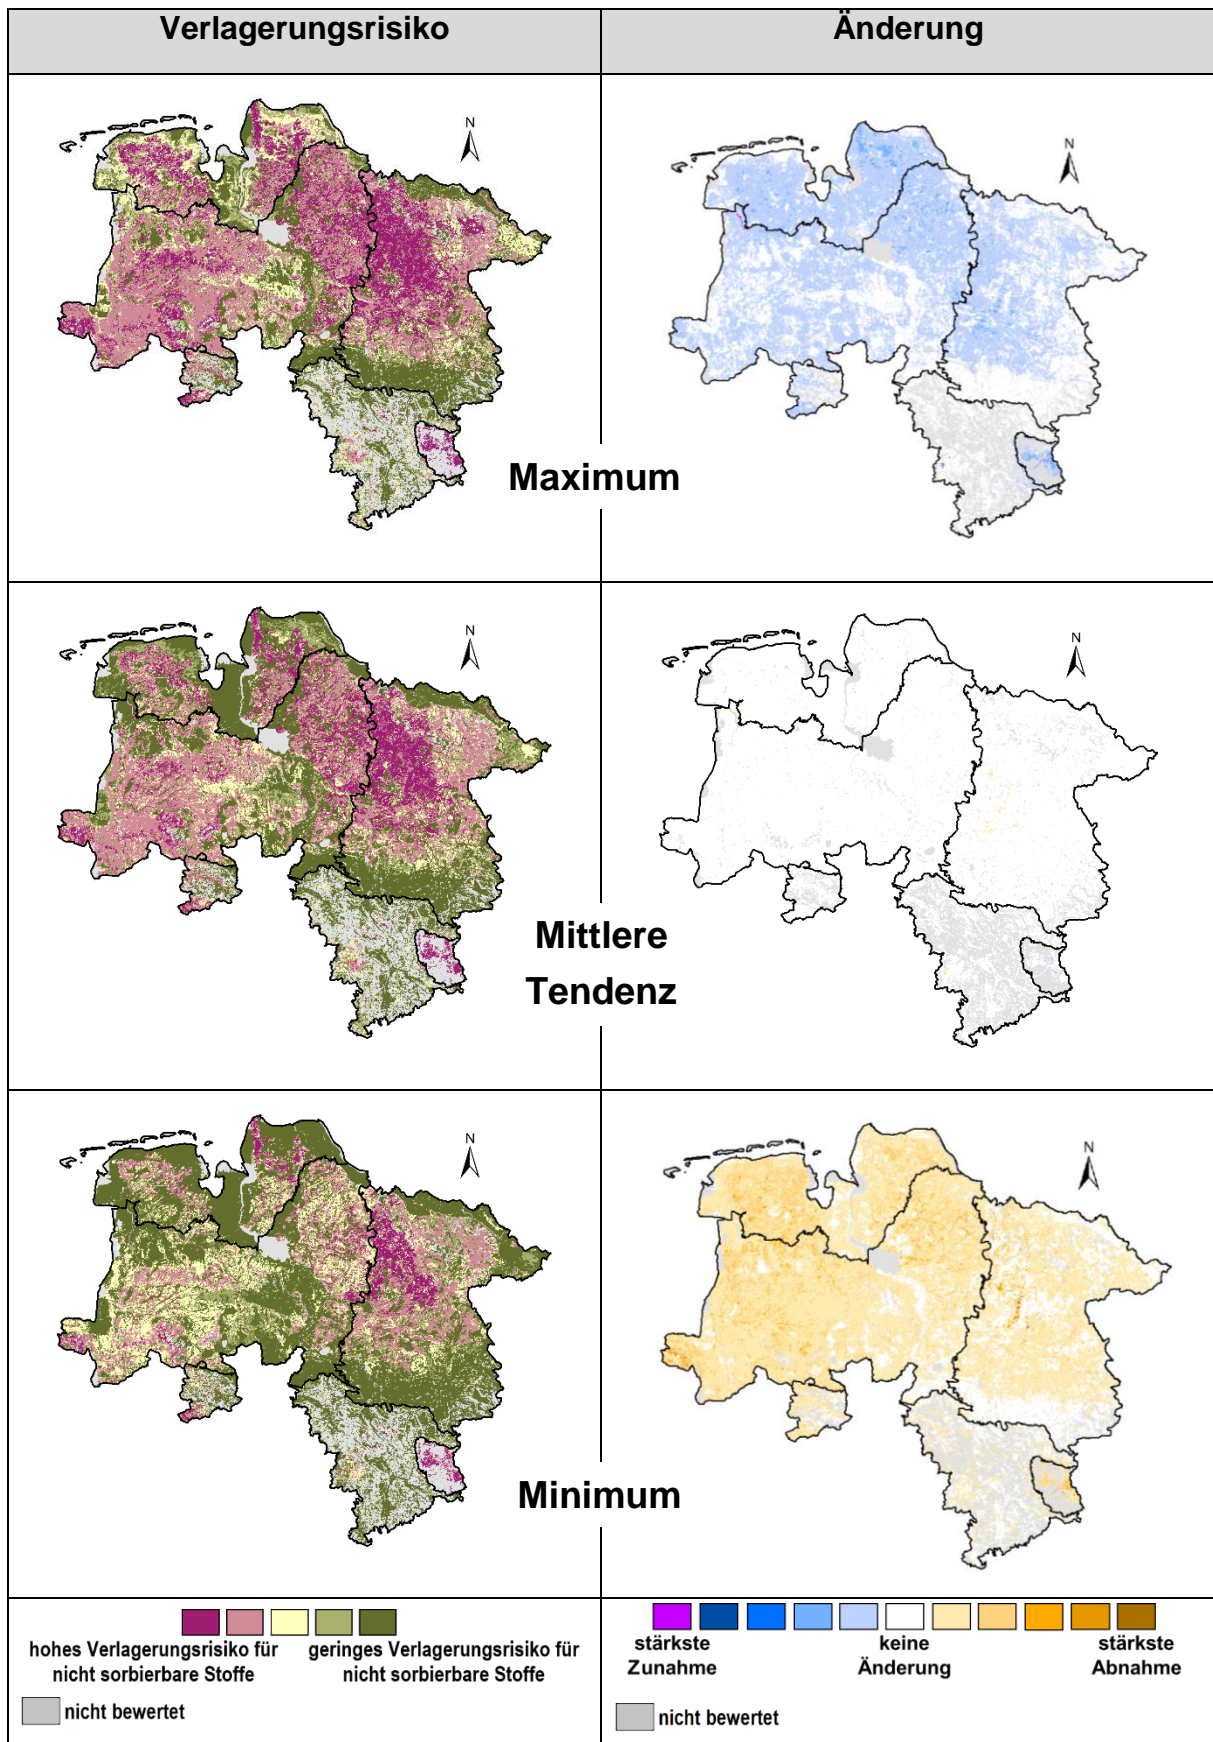 Verlagerungsrisiko
Änderung
N
N
Maximum
N
N
Mittlere
Tendenz
N
N
Minimum
hohes Verlagerungsrisiko für
nicht sorbierbare Stoffe
geringes Verlagerungsrisiko für
nicht sorbierbare Stoffe
nicht bewertet
stärkste
Zunahme
keine
Änderung
stärkste
Abnahme
nicht bewertet